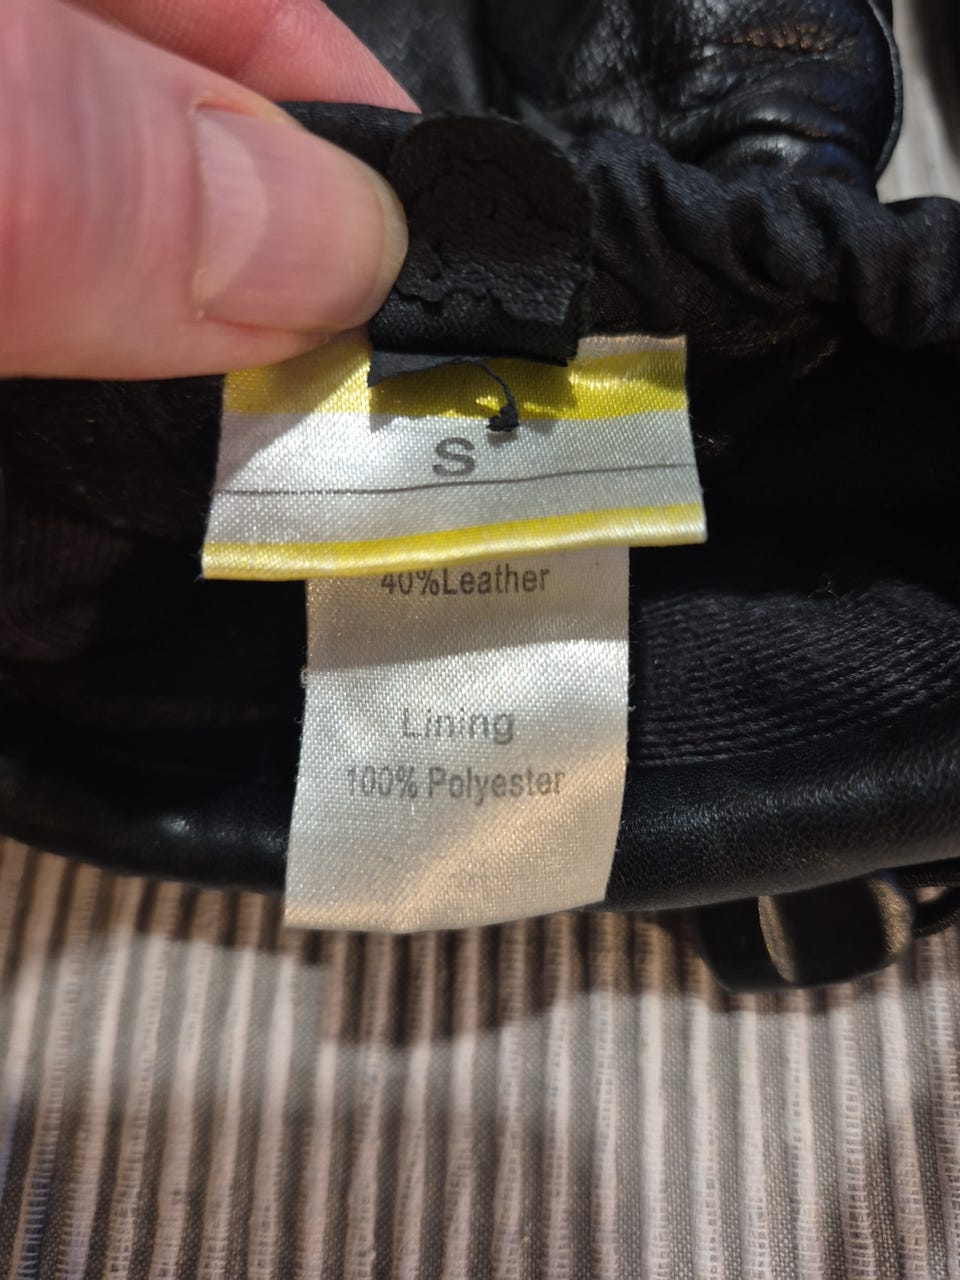 S
40%Leather
Lining
100% Polyester